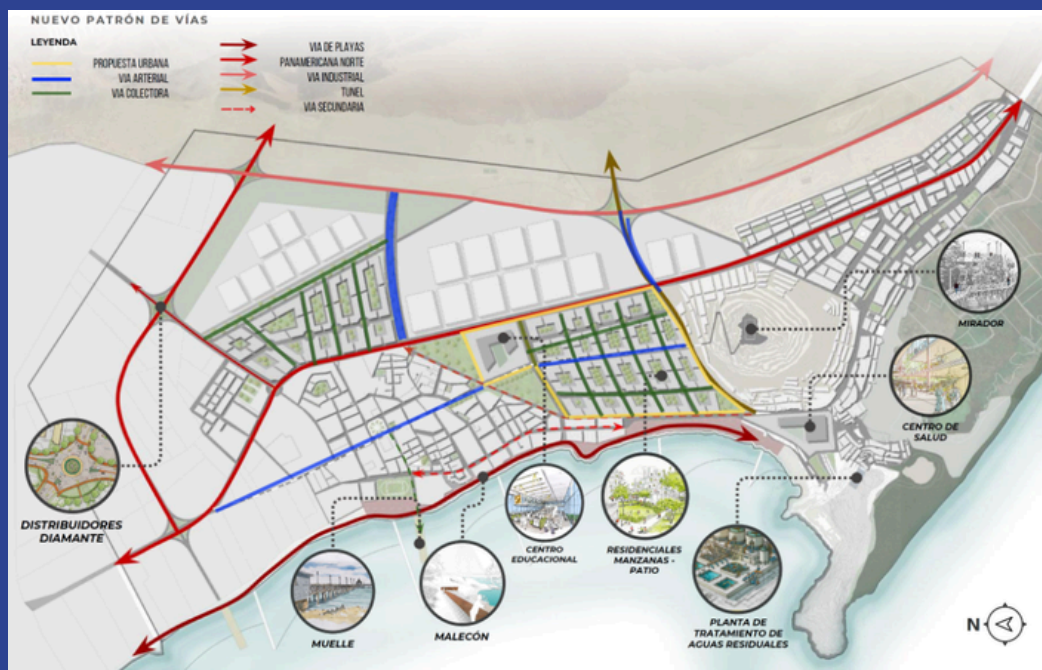 NUEVO PATRÓN DE VÍAS
LEYENDA
PROPUESTA URBANA
VIA ARTERIAL
VIA COLECTORA
VIA DE PLAYAS
PANAMERICANA NORTE
VIA INDUSTRIAL
TUNEL
VIA SECUNDARIA
MIRADOR
CENTRO DE
SALUD
DISTRIBUIDORES
DIAMANTE
MUELLE
MALECÓN
CENTRO
EDUCACIONAL
RESIDENCIALES
MANZANAS -
PATIO
PLANTA DE
TRATAMIENTO DE
AGUAS RESIDUALES
N